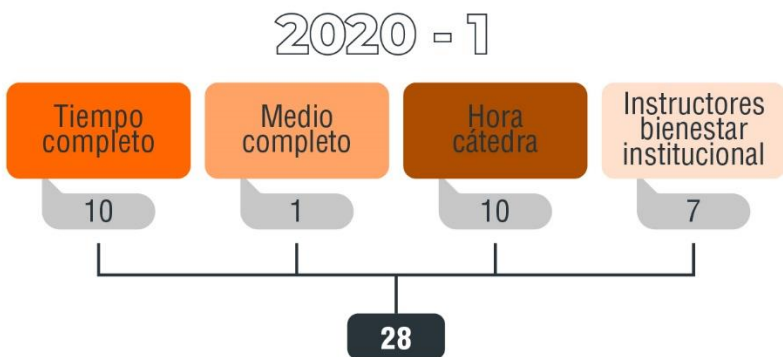 2020 - 1
Tiempo
completo
Medio
completo
Hora
cátedra
Instructores
bienestar
institucional
10
1
10
7
28